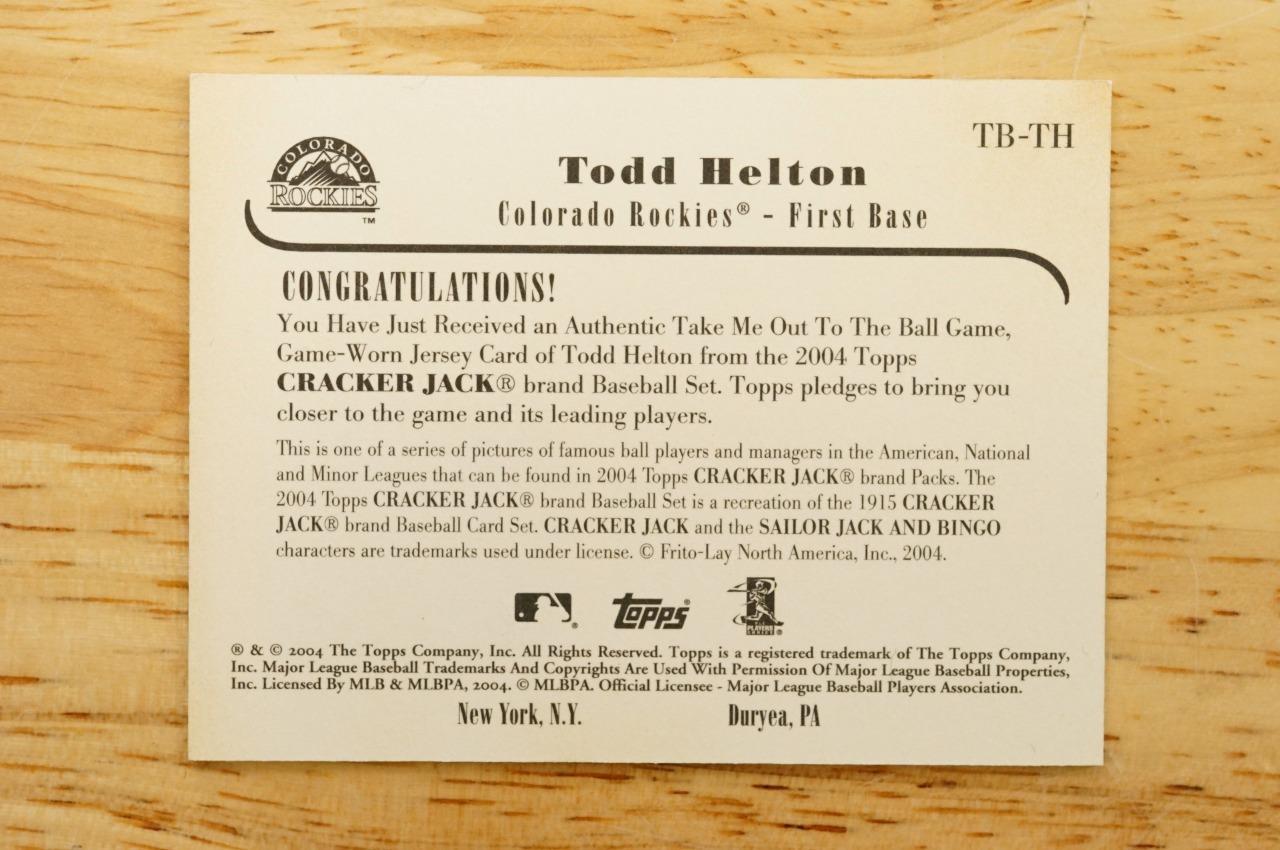 TB-TH
COLORADO
ROCKIES
TM
Todd Helton
Colorado Rockies® - First Base
CONGRATULATIONS!
You Have Just Received an Authentic Take Me Out To The Ball Game,
Game-Worn Jersey Card of Todd Helton from the 2004 Topps
CRACKER JACK® brand Baseball Set. Topps pledges to bring you
closer to the game and its leading players.
This is one of a series of pictures of famous ball players and managers in the American, National
and Minor Leagues that can be found in 2004 Topps CRACKER JACK® brand Packs. The
2004 Topps CRACKER JACK® brand Baseball Set is a recreation of the 1915 CRACKER
JACK® brand Baseball Card Set. CRACKER JACK and the SAILOR JACK AND BINGO
characters are trademarks used under license. © Frito-Lay North America, Inc., 2004.
® topps® PLAYERS CHOICE ®
® & © 2004 The Topps Company, Inc. All Rights Reserved. Topps is a registered trademark of The Topps Company,
Inc. Major League Baseball Trademarks And Copyrights Are Used With Permission Of Major League Baseball Properties,
Inc. Licensed By MLB & MLBPA, 2004. © MLBPA. Official Licensee - Major League Baseball Players Association.
New York, N.Y. Duryea, PA